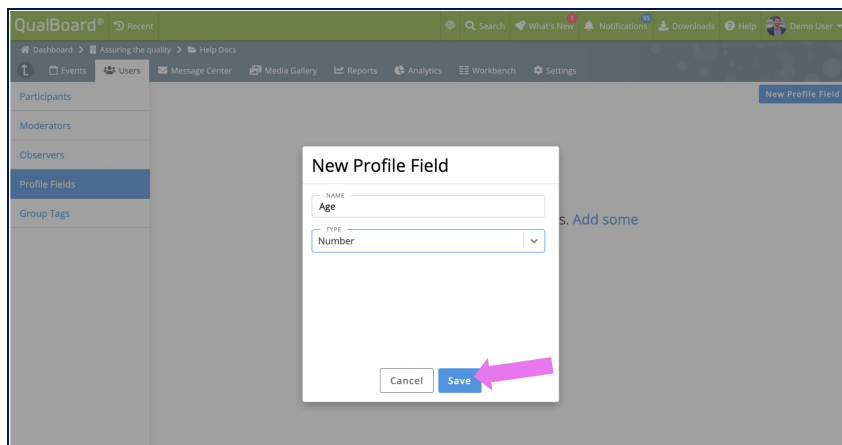 QualBoard® Recent Search What's New 1 Notifications 35 Downloads Help Demo User
Dashboard Assuring the quality Help Docs
Events Users Message Center Media Gallery Reports Analytics Workbench Settings
Participants
New Profile Field
Moderators
Observers
Profile Fields
Group Tags
New Profile Field
NAME
Age
TYPE
Number
s. Add some
Cancel Save